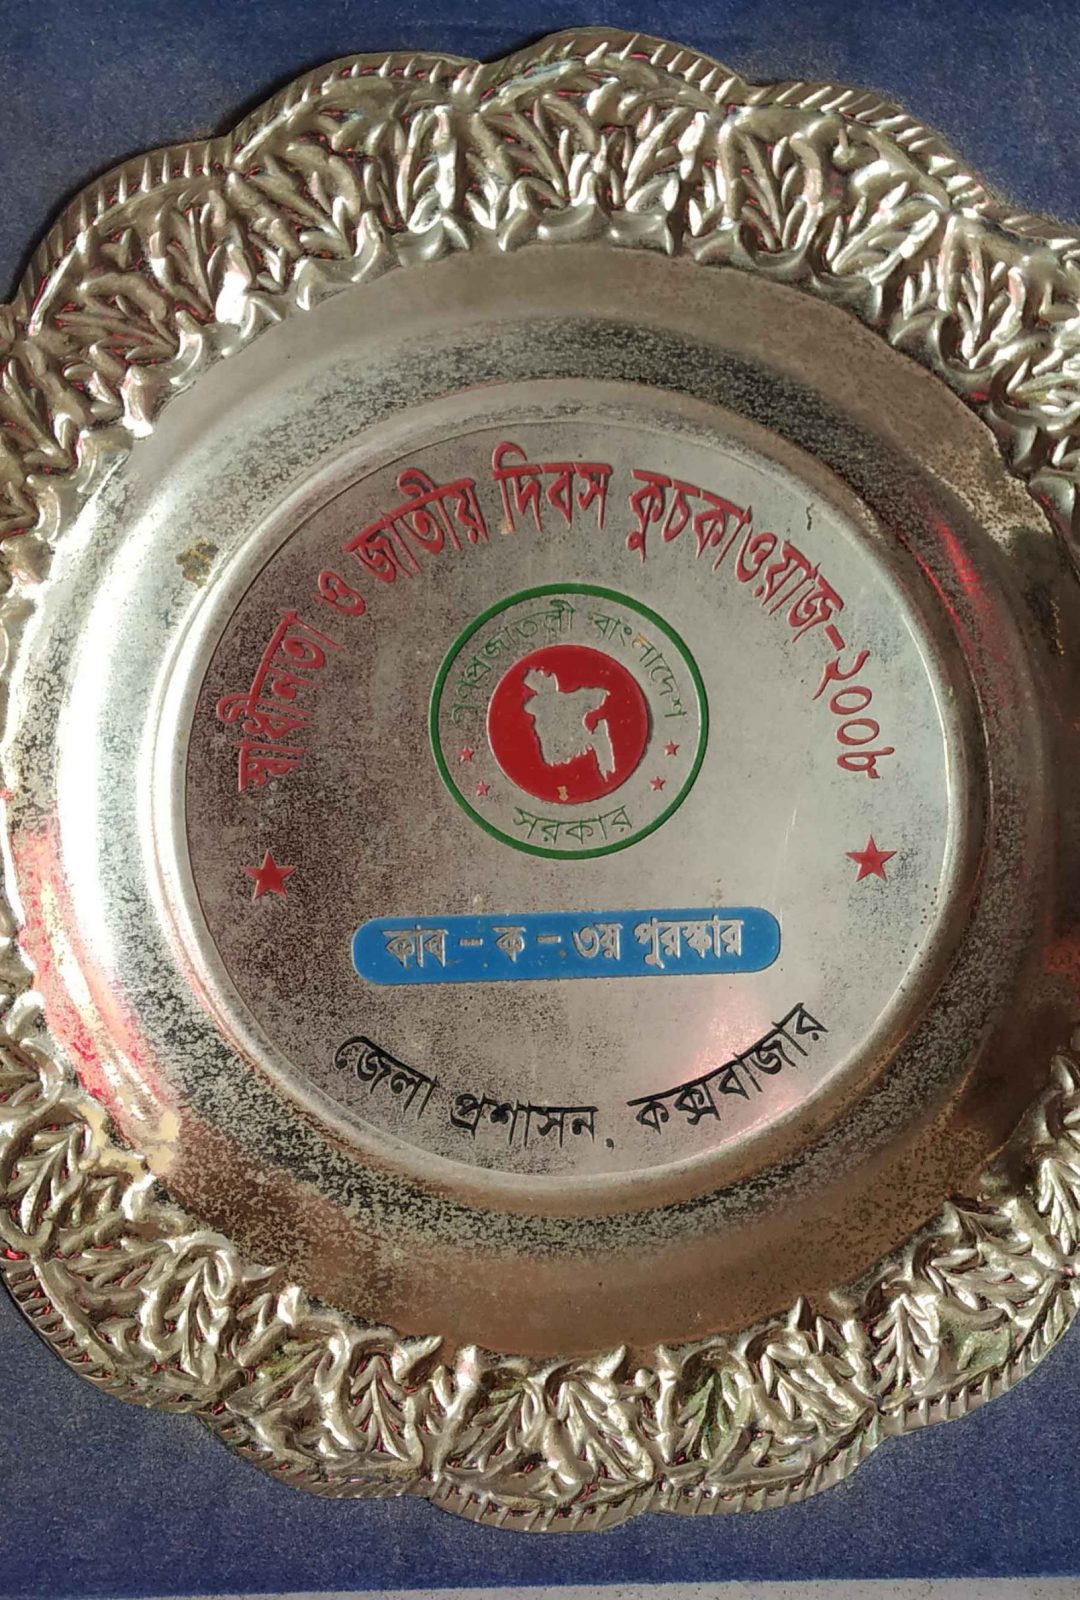 স্বাধীনতা ও জাতীয় দিবস কুচকাওয়াজ-২০০৮
গণপ্রজাতন্ত্রী বাংলাদেশ
সরকার
কাব - ক - ৩য় পুরস্কার
জেলা প্রশাসন, কক্সবাজার